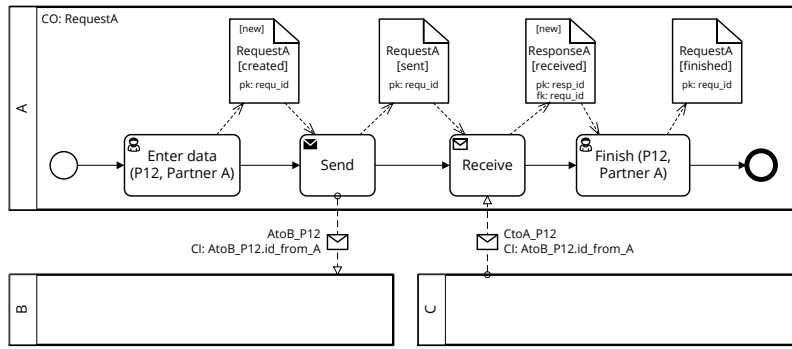 CO: RequestA
A
[new]
RequestA
[created]
pk: requ_id
RequestA
[sent]
pk: requ_id
[new]
ResponseA
[received]
pk: resp_id
fk: requ_id
RequestA
[finished]
pk: requ_id
Enter data
(P12, Partner A)
Send
Receive
Finish (P12,
Partner A)
AtoB_P12
CI: AtoB_P12.id_from_A
CtoA_P12
CI: AtoB_P12.id_from_A
B
C